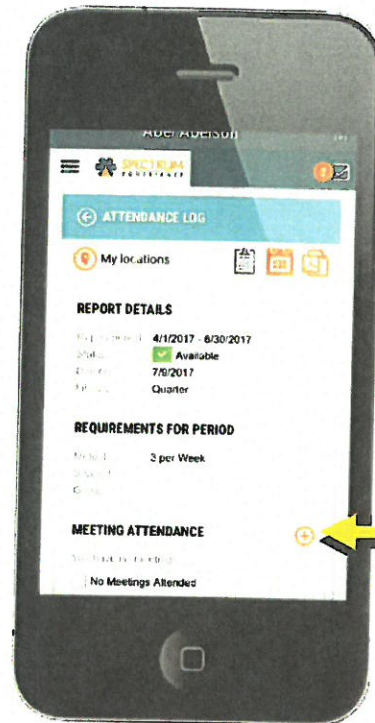 Abel Abelson
SPECTRUM
ATTENDANCE LOG
My locations
REPORT DETAILS
4/1/2017 - 6/30/2017
Status Available
7/9/2017
Quarter
REQUIREMENTS FOR PERIOD
3 per Week
MEETING ATTENDANCE
No Meetings Attended